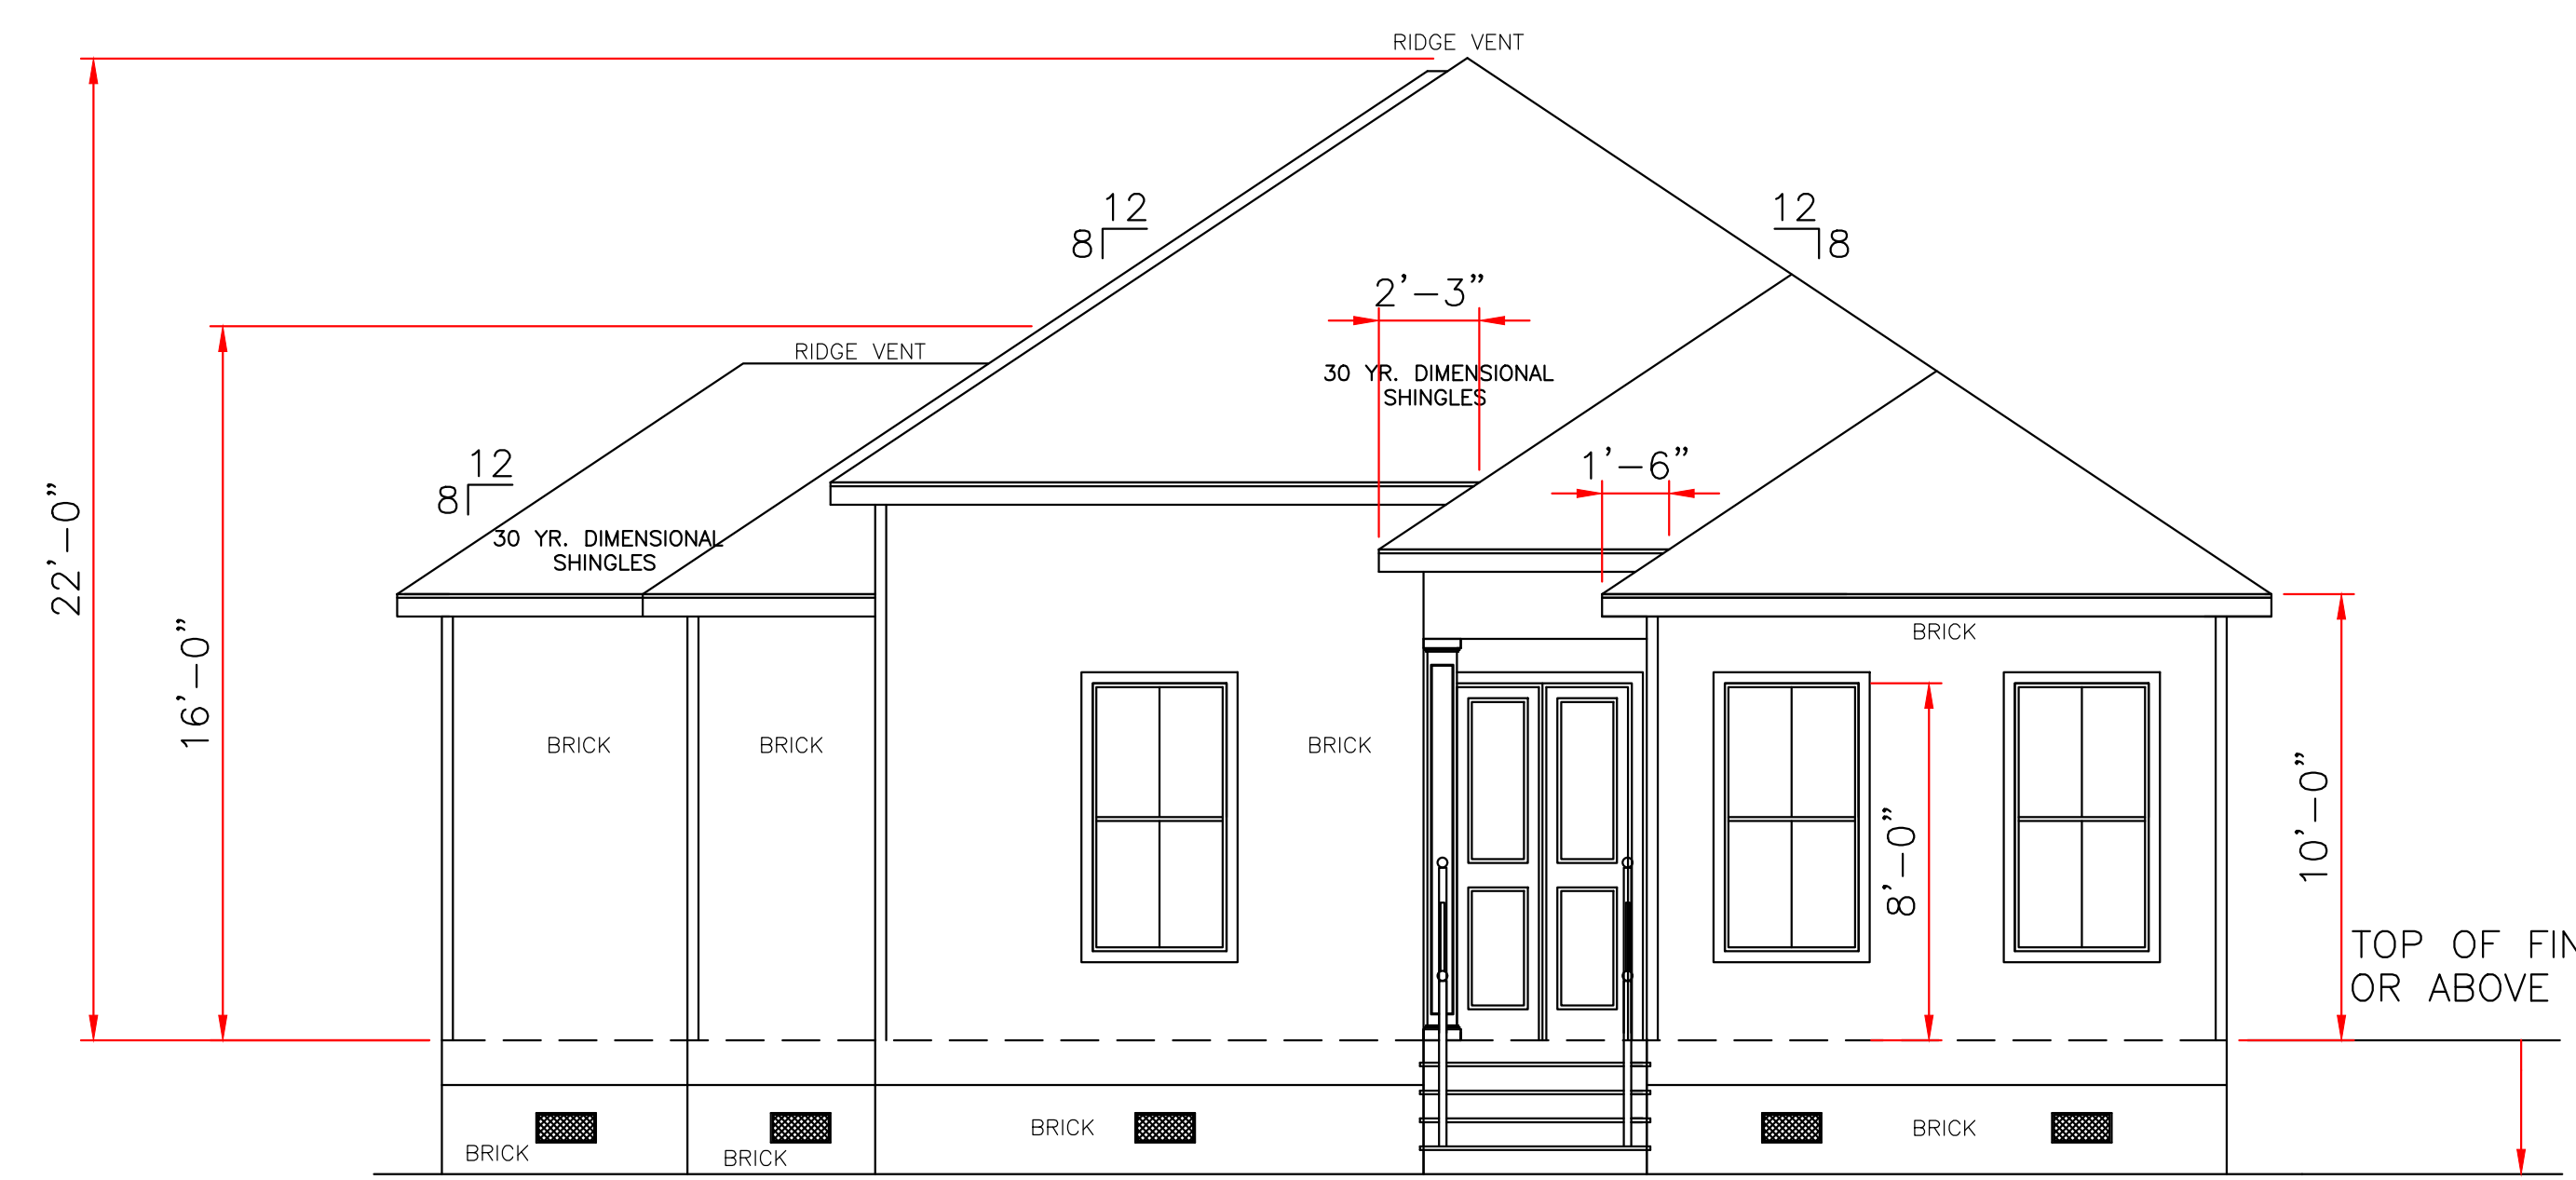 RIDGE VENT
12
8
12
8
2'-3"
RIDGE VENT
30 YR. DIMENSIONAL
SHINGLES
12
8
1'-6"
22'-0"
30 YR. DIMENSIONAL
SHINGLES
16'-0"
BRICK
BRICK
BRICK
BRICK
8'-0"
10'-0"
TOP OF FIN
OR ABOVE
BRICK
BRICK
BRICK
BRICK